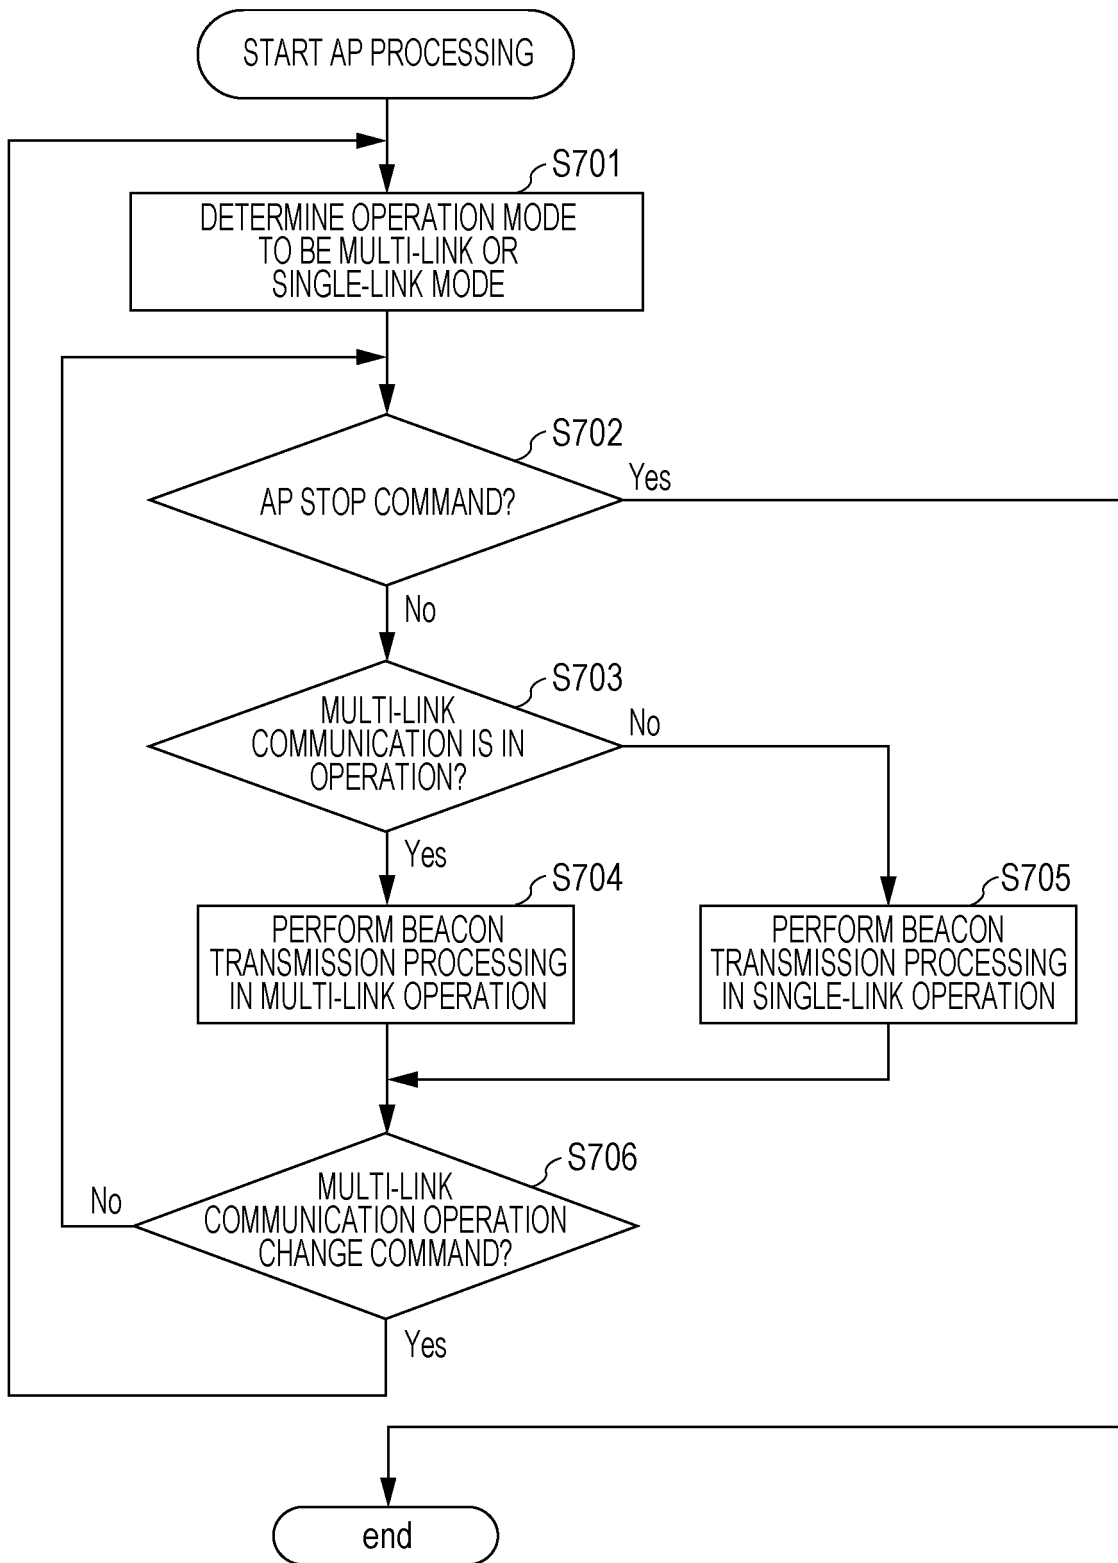 START AP PROCESSING
S701
DETERMINE OPERATION MODE
TO BE MULTI-LINK OR
SINGLE-LINK MODE
S702
AP STOP COMMAND?
Yes
No
S703
MULTI-LINK
COMMUNICATION IS IN
OPERATION?
No
Yes
S704
PERFORM BEACON
TRANSMISSION PROCESSING
IN MULTI-LINK OPERATION
S705
PERFORM BEACON
TRANSMISSION PROCESSING
IN SINGLE-LINK OPERATION
S706
MULTI-LINK
COMMUNICATION OPERATION
CHANGE COMMAND?
No
Yes
end